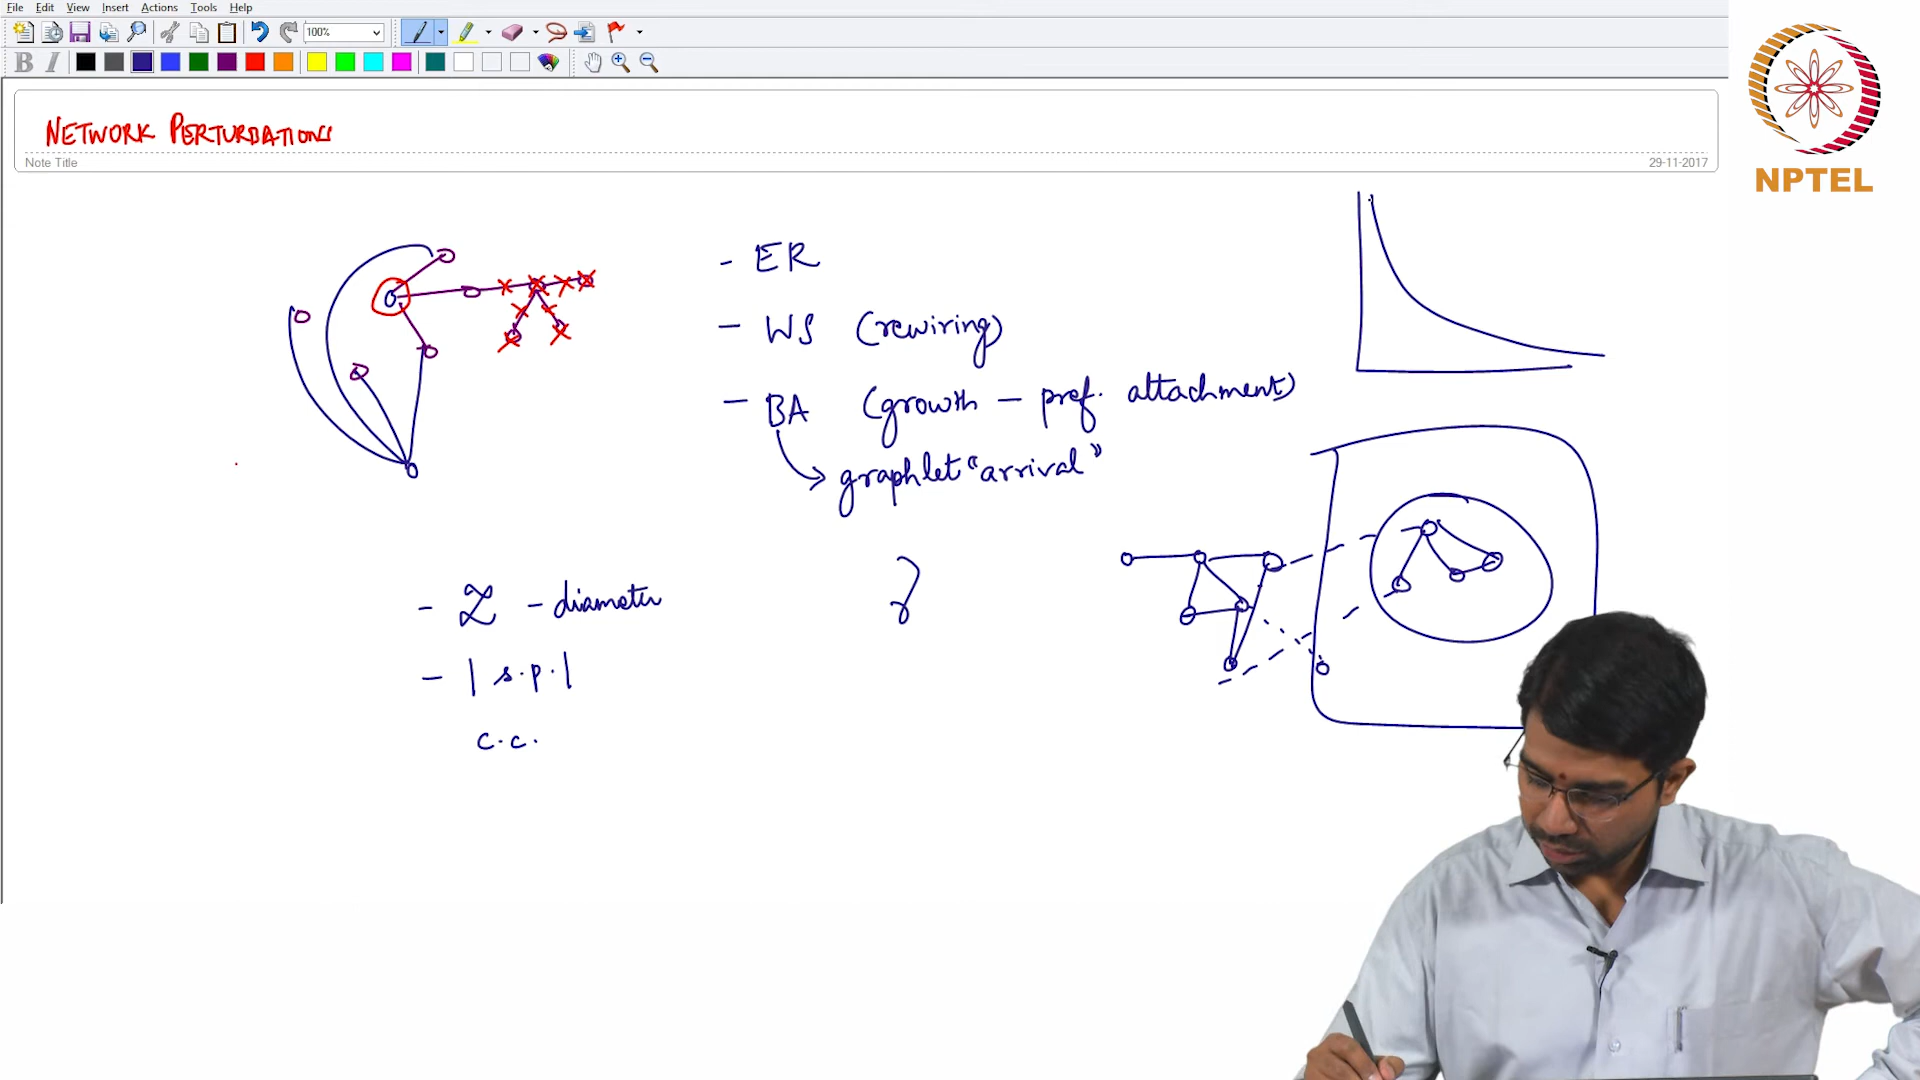 File Edit View Insert Actions Tools Help
100%
B I
NETWORK PERTURBATIONS
Note Title
29-11-2017
NPTEL
- ER
- WS (rewiring)
- BA (growth - pref. attachment)
graphlet "arrival"
- diameter
- | s.p. |
c.c.